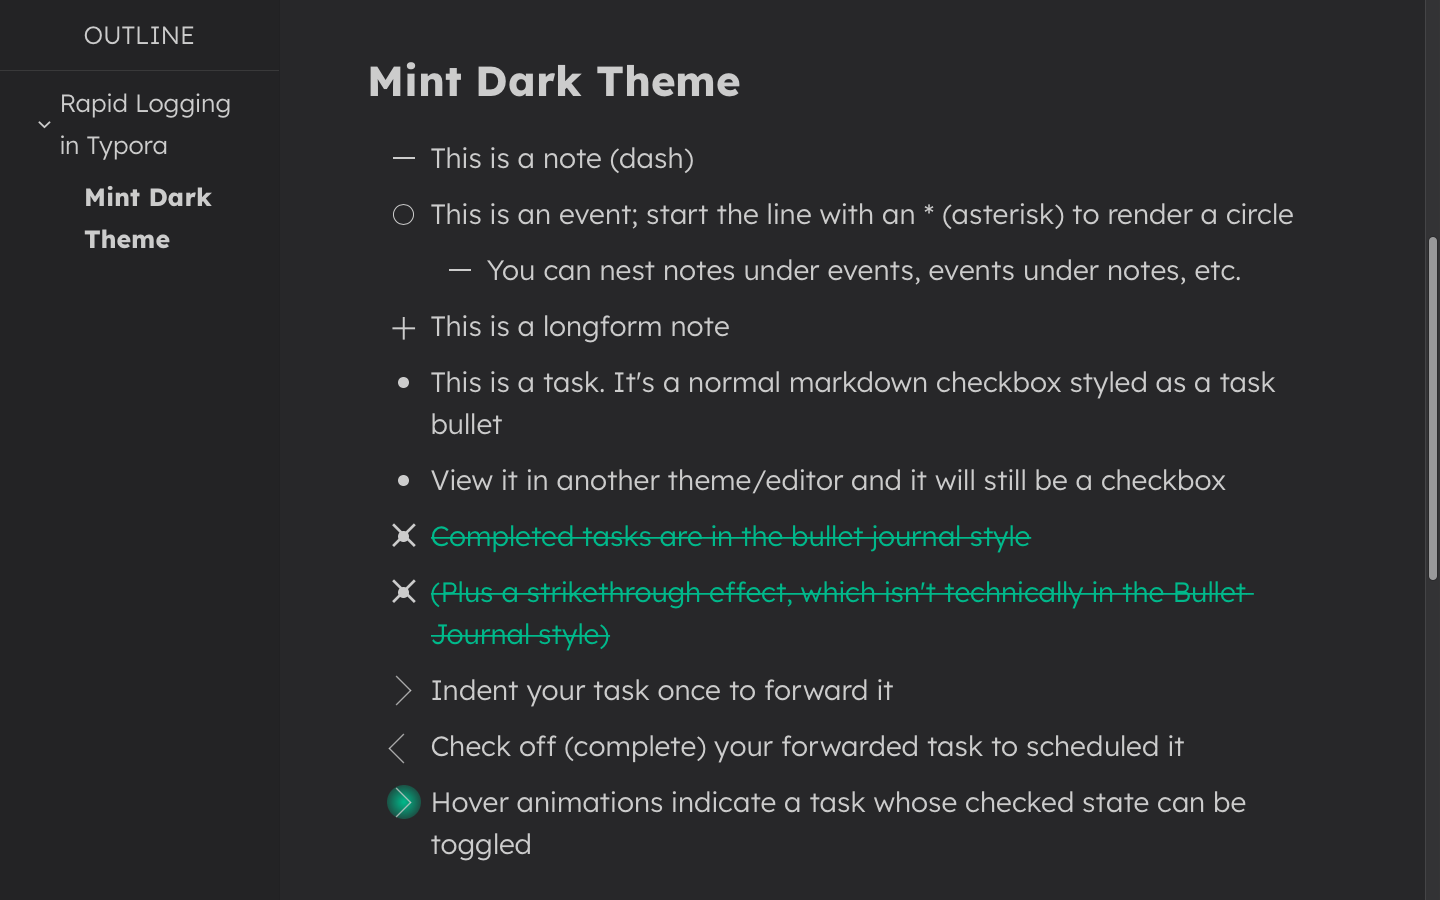 OUTLINE
Rapid Logging
in Typora
Mint Dark
Theme
Mint Dark Theme
— This is a note (dash)
○ This is an event; start the line with an * (asterisk) to render a circle
— You can nest notes under events, events under notes, etc.
+ This is a longform note
• This is a task. It's a normal markdown checkbox styled as a task
bullet
• View it in another theme/editor and it will still be a checkbox
Completed tasks are in the bullet journal style
(Plus a strikethrough effect, which isn't technically in the Bullet
Journal style)
Indent your task once to forward it
Check off (complete) your forwarded task to scheduled it
Hover animations indicate a task whose checked state can be
toggled